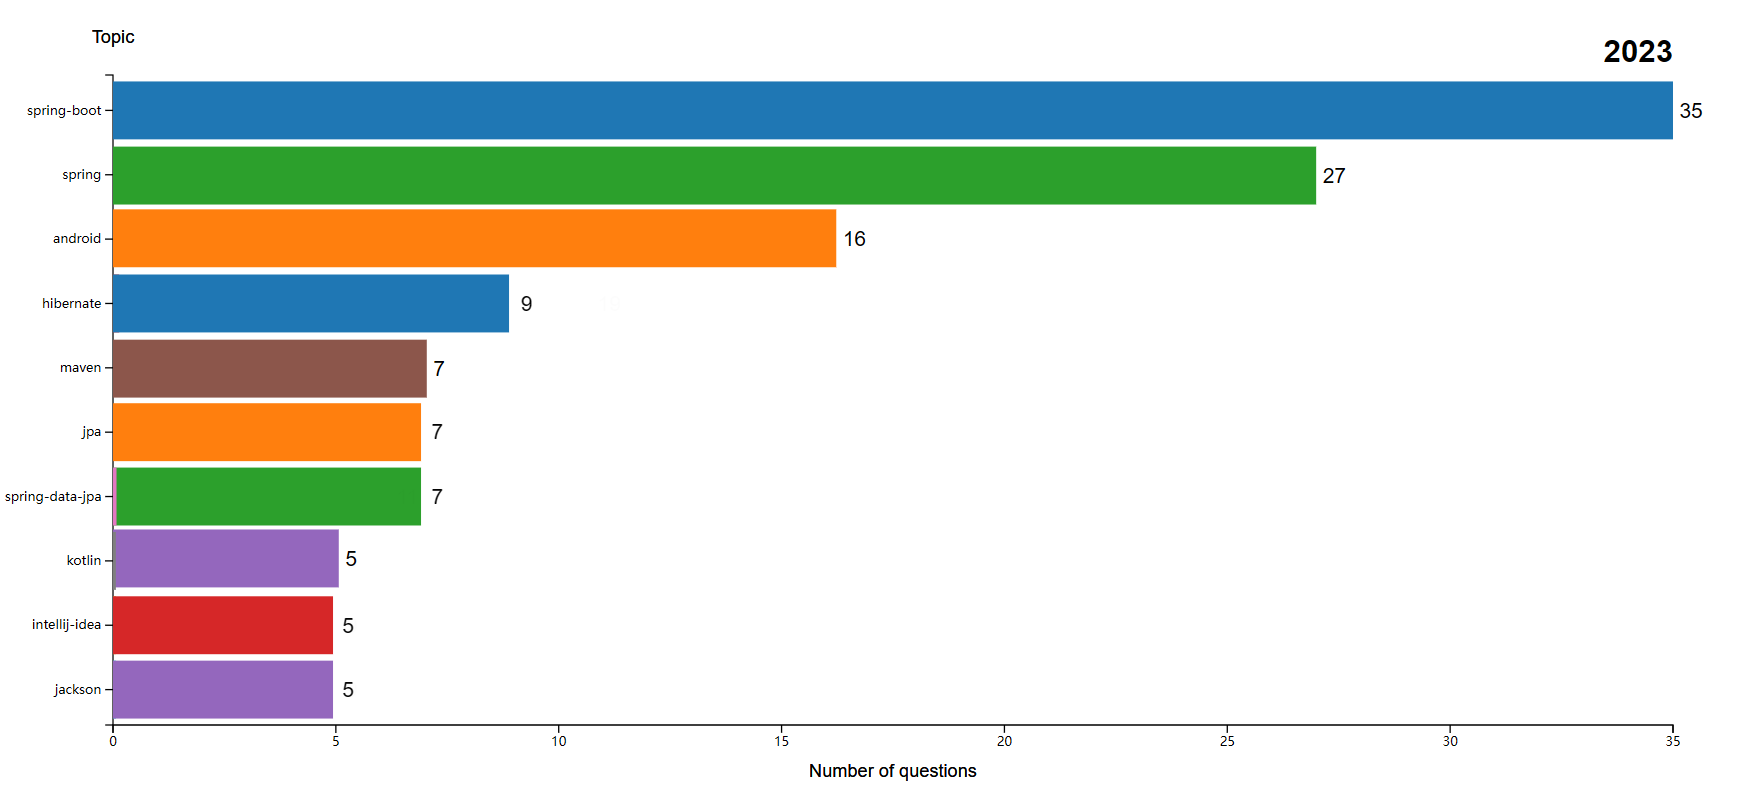 Topic
2023
spring-boot 35
spring 27
android 16
hibernate 9
maven 7
jpa 7
spring-data-jpa 7
kotlin 5
intellij-idea 5
jackson 5
0 5 10 15 20 25 30 35
Number of questions